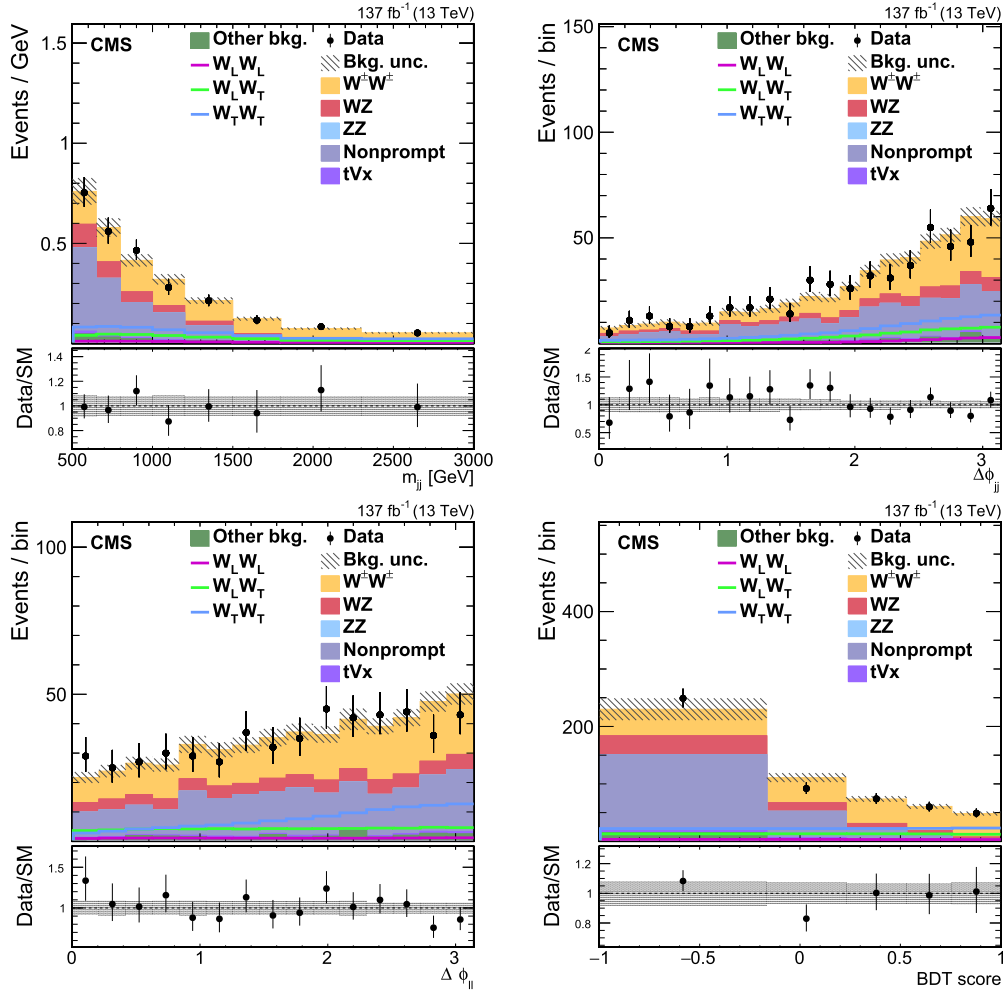 137 fb⁻¹ (13 TeV)
CMS
Other bkg.
W_L W_L
W_L W_T
W_T W_T
Data
Bkg. unc.
W±W±
WZ
ZZ
Nonprompt
tVx
Events / GeV
1.5
1
0.5
Data/SM
1.4
1.2
1
0.8
500 1000 1500 2000 2500 3000
m_jj [GeV]
137 fb⁻¹ (13 TeV)
CMS
Other bkg.
W_L W_L
W_L W_T
W_T W_T
Data
Bkg. unc.
W±W±
WZ
ZZ
Nonprompt
tVx
Events / bin
150
100
50
Data/SM
2
1.5
1
0.5
0 1 2 3
Δϕ_jj
137 fb⁻¹ (13 TeV)
CMS
Other bkg.
W_L W_L
W_L W_T
W_T W_T
Data
Bkg. unc.
W±W±
WZ
ZZ
Nonprompt
tVx
Events / bin
100
50
Data/SM
1.5
1
0 1 2 3
Δ ϕ_ll
137 fb⁻¹ (13 TeV)
CMS
Other bkg.
W_L W_L
W_L W_T
W_T W_T
Data
Bkg. unc.
W±W±
WZ
ZZ
Nonprompt
tVx
Events / bin
400
200
Data/SM
1.2
1
0.8
−1 −0.5 0 0.5 1
BDT score